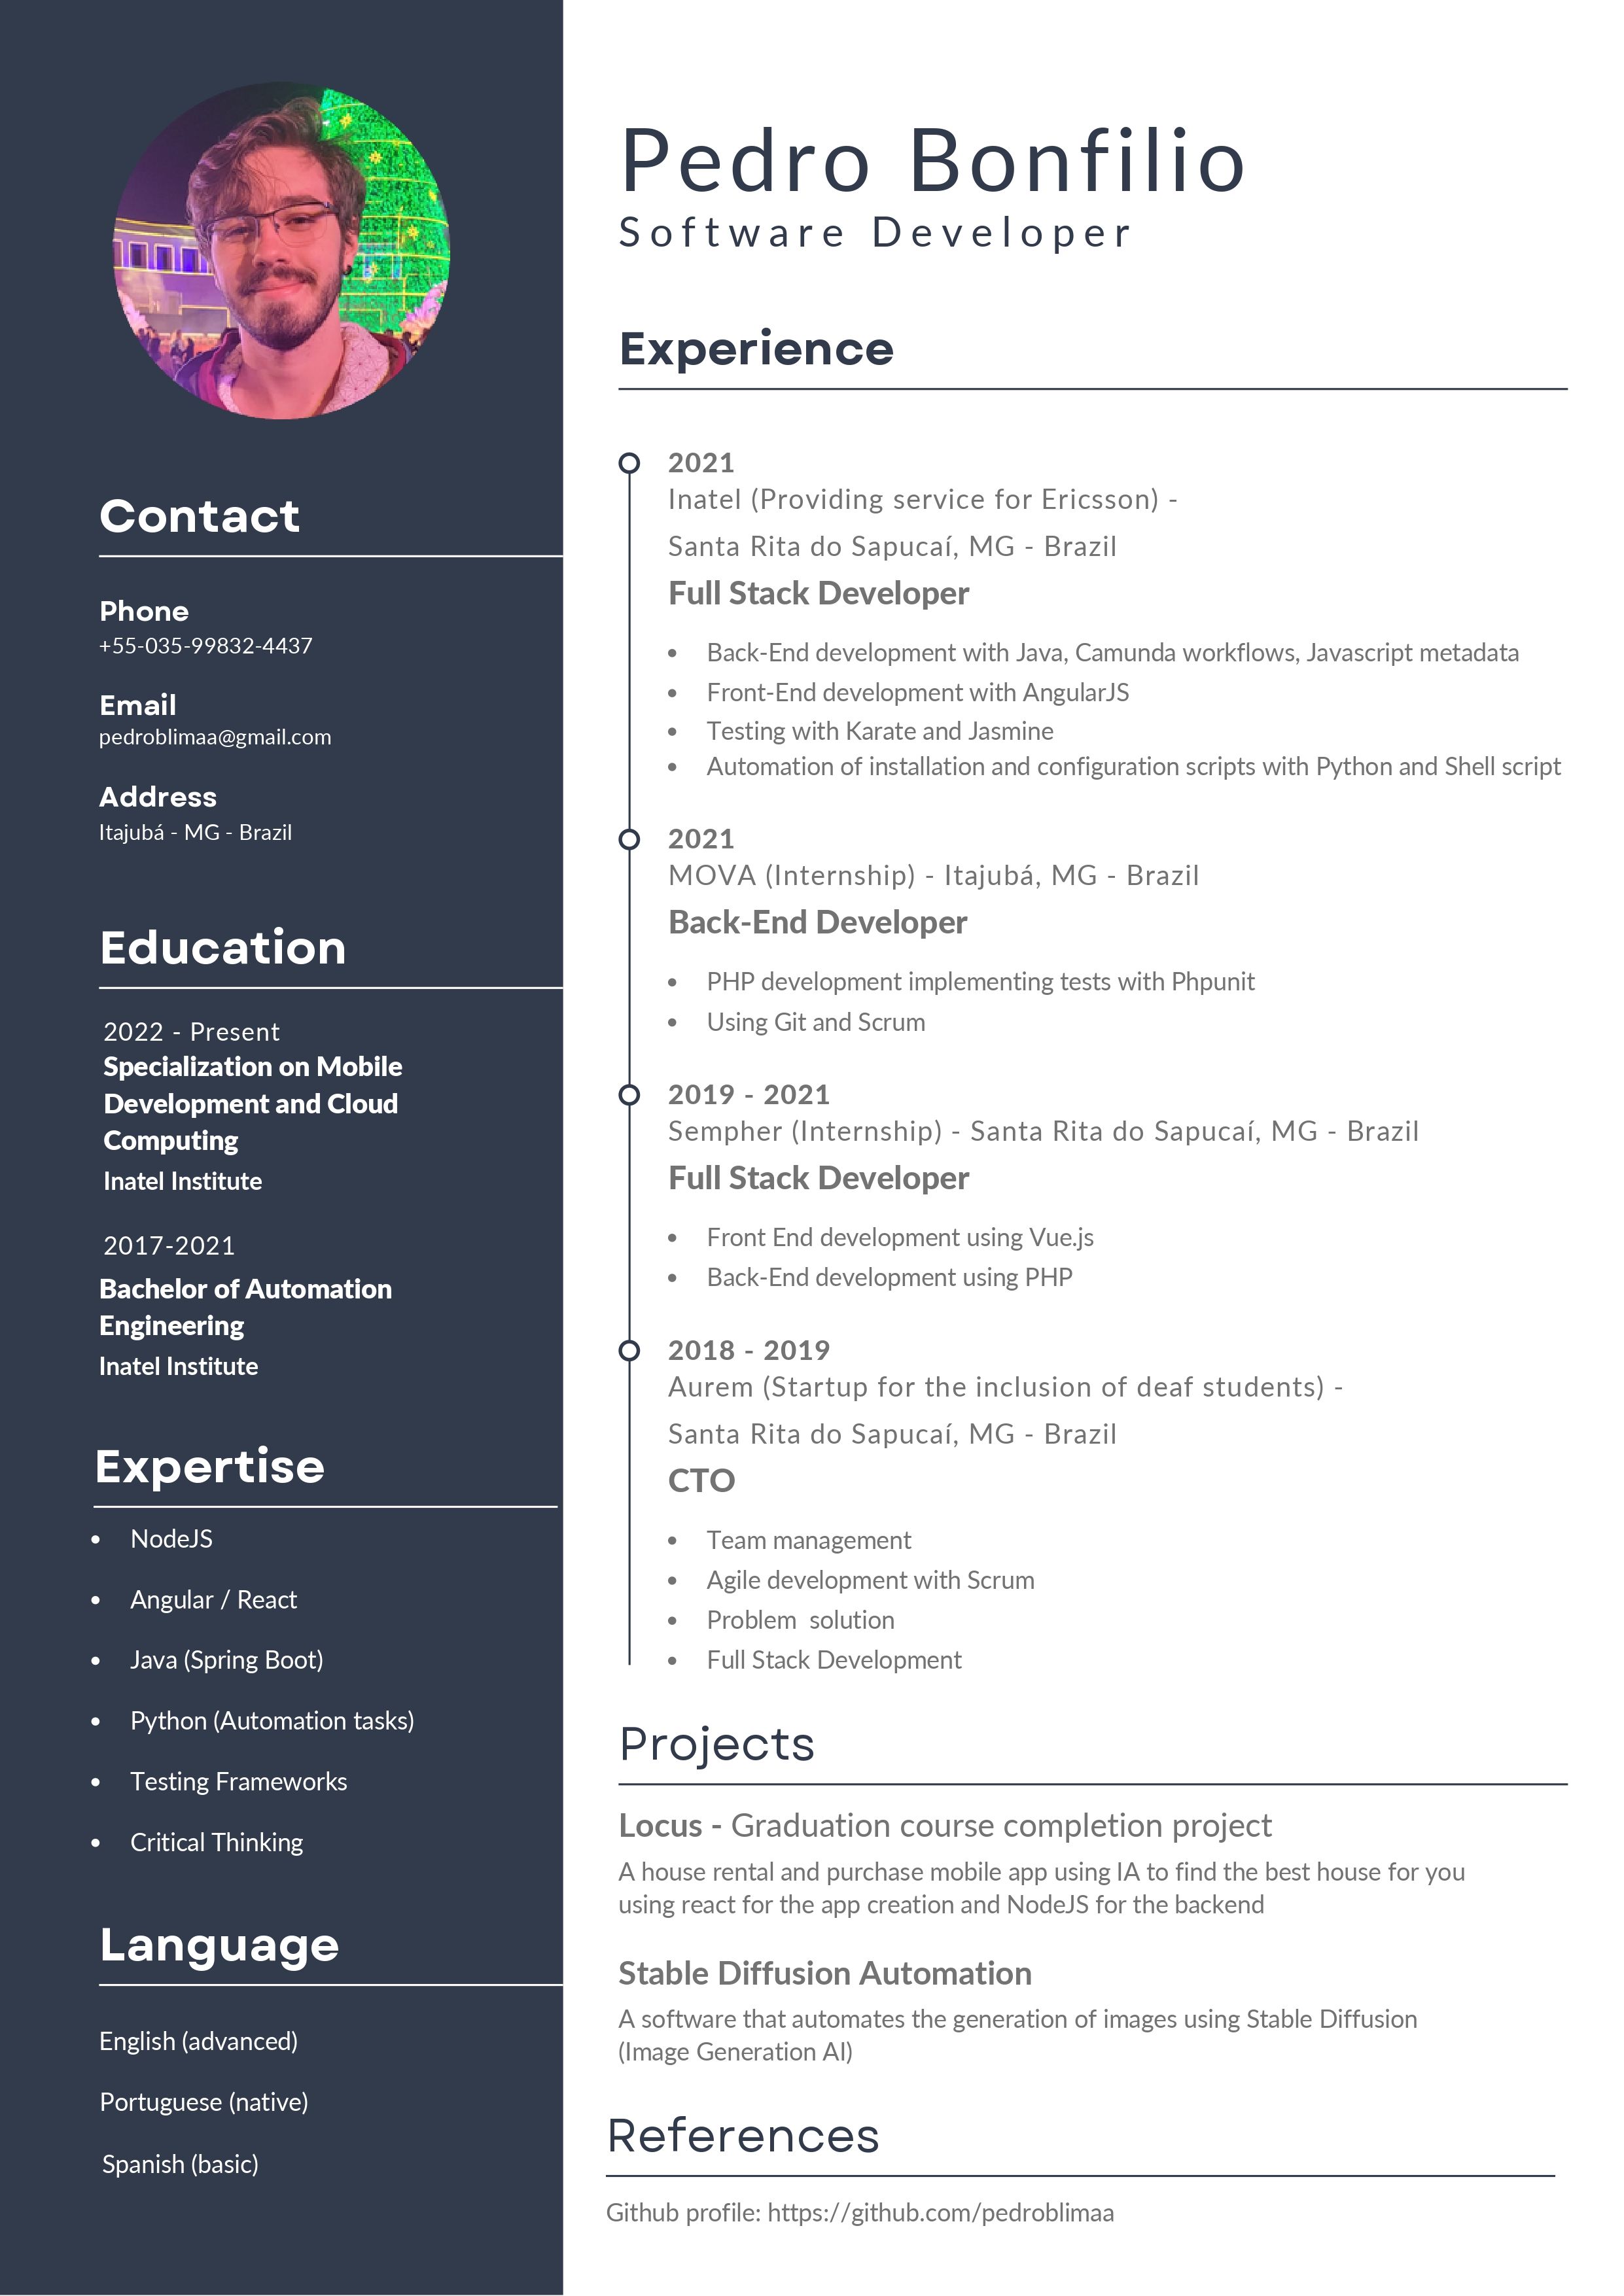 Pedro Bonfilio
Software Developer
Contact
Phone
+55-035-99832-4437
Email
pedroblimaa@gmail.com
Address
Itajubá - MG - Brazil
Education
2022 - Present
Specialization on Mobile
Development and Cloud
Computing
Inatel Institute
2017-2021
Bachelor of Automation
Engineering
Inatel Institute
Expertise
• NodeJS
• Angular / React
• Java (Spring Boot)
• Python (Automation tasks)
• Testing Frameworks
• Critical Thinking
Language
English (advanced)
Portuguese (native)
Spanish (basic)
Experience
2021
Inatel (Providing service for Ericsson) -
Santa Rita do Sapucaí, MG - Brazil
Full Stack Developer
• Back-End development with Java, Camunda workflows, Javascript metadata
• Front-End development with AngularJS
• Testing with Karate and Jasmine
• Automation of installation and configuration scripts with Python and Shell script
2021
MOVA (Internship) - Itajubá, MG - Brazil
Back-End Developer
• PHP development implementing tests with Phpunit
• Using Git and Scrum
2019 - 2021
Sempher (Internship) - Santa Rita do Sapucaí, MG - Brazil
Full Stack Developer
• Front End development using Vue.js
• Back-End development using PHP
2018 - 2019
Aurem (Startup for the inclusion of deaf students) -
Santa Rita do Sapucaí, MG - Brazil
CTO
• Team management
• Agile development with Scrum
• Problem  solution
• Full Stack Development
Projects
Locus - Graduation course completion project
A house rental and purchase mobile app using IA to find the best house for you
using react for the app creation and NodeJS for the backend
Stable Diffusion Automation
A software that automates the generation of images using Stable Diffusion
(Image Generation AI)
References
Github profile: https://github.com/pedroblimaa